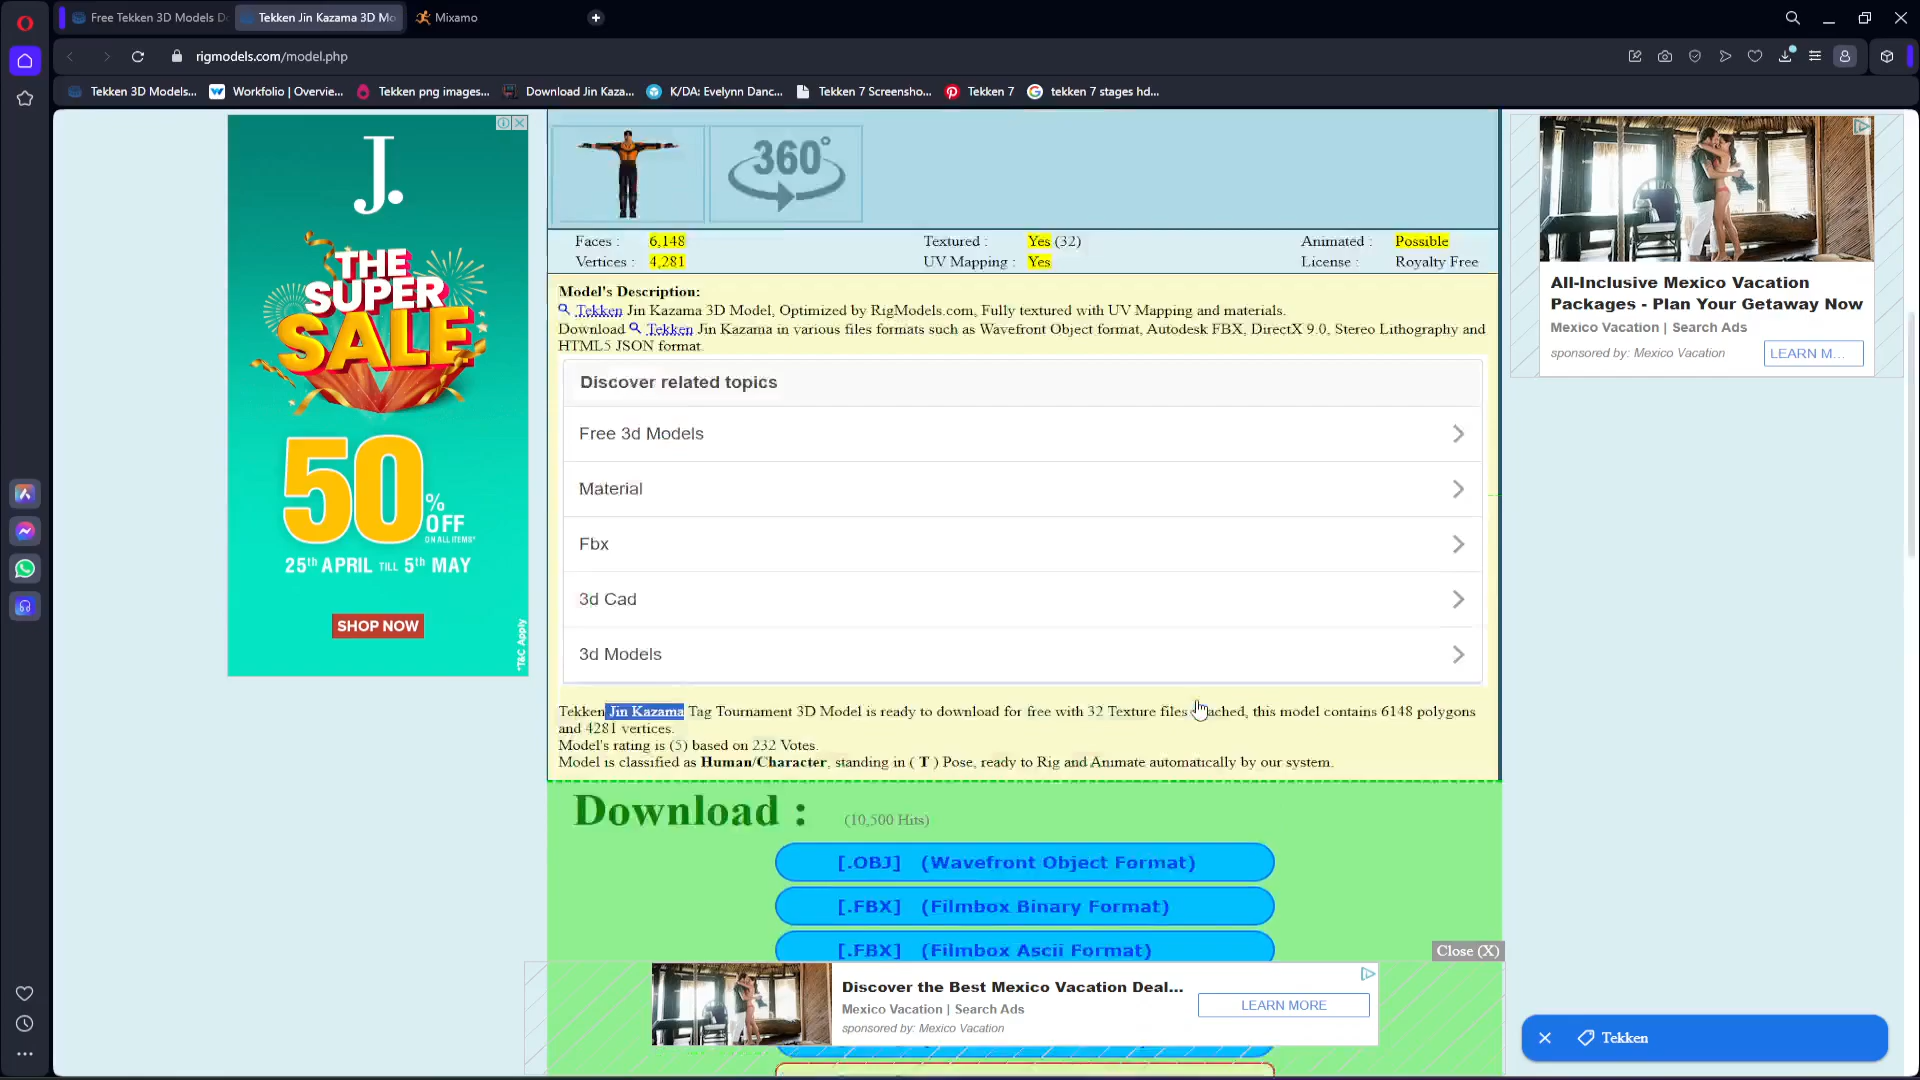 Free Tekken 3D Models D
Tekken Jin Kazama 3D Mo
Mixamo
rigmodels.com/model.php
Tekken 3D Models...
Workfolio | Overvie...
Tekken png images...
Download Jin Kaza...
K/DA: Evelynn Danc...
Tekken 7 Screensho...
Tekken 7
tekken 7 stages hd...
J.
THE
SUPER
SALE
50
%
OFF
ON ALL ITEMS*
25th APRIL TILL 5th MAY
SHOP NOW
*T&C Apply
360°
Faces : 6,148
Textured : Yes (32)
Animated : Possible
Vertices : 4,281
UV Mapping : Yes
License : Royalty Free
Model's Description:
Tekken Jin Kazama 3D Model, Optimized by RigModels.com, Fully textured with UV Mapping and materials.
Download Tekken Jin Kazama in various files formats such as Wavefront Object format, Autodesk FBX, DirectX 9.0, Stereo Lithography and
HTML5 JSON format.
Discover related topics
Free 3d Models
Material
Fbx
3d Cad
3d Models
Tekken Jin Kazama Tag Tournament 3D Model is ready to download for free with 32 Texture files ached, this model contains 6148 polygons
and 4281 vertices.
Model's rating is (5) based on 232 Votes.
Model is classified as Human/Character, standing in ( T ) Pose, ready to Rig and Animate automatically by our system.
Download :
(10,500 Hits)
[.OBJ] (Wavefront Object Format)
[.FBX] (Filmbox Binary Format)
[.FBX] (Filmbox Ascii Format)
Close (X)
Discover the Best Mexico Vacation Deal...
Mexico Vacation | Search Ads
sponsored by: Mexico Vacation
LEARN MORE
All-Inclusive Mexico Vacation
Packages - Plan Your Getaway Now
Mexico Vacation | Search Ads
sponsored by: Mexico Vacation
LEARN M...
Tekken